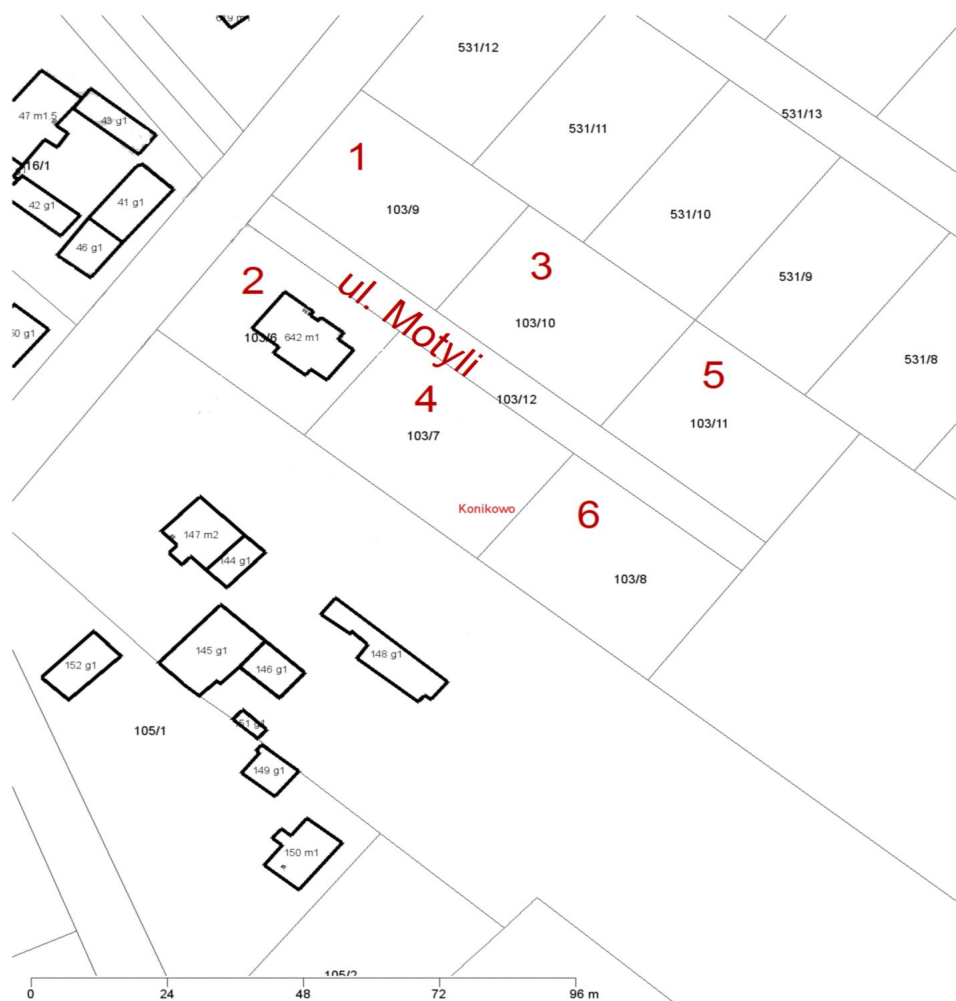 531/12
47 m1.5
43 g1
531/11
531/13
1
16/1
41 g1
42 g1
103/9
531/10
46 g1
3
2
ul. Motyli
531/9
103/10
60 g1
103/6
642 m1
531/8
5
4
103/12
103/7
103/11
Konikowo
6
147 m2
144 g1
103/8
145 g1
146 g1
148 g1
152 g1
105/1
149 g1
150 m1
105/2
0 24 48 72 96 m